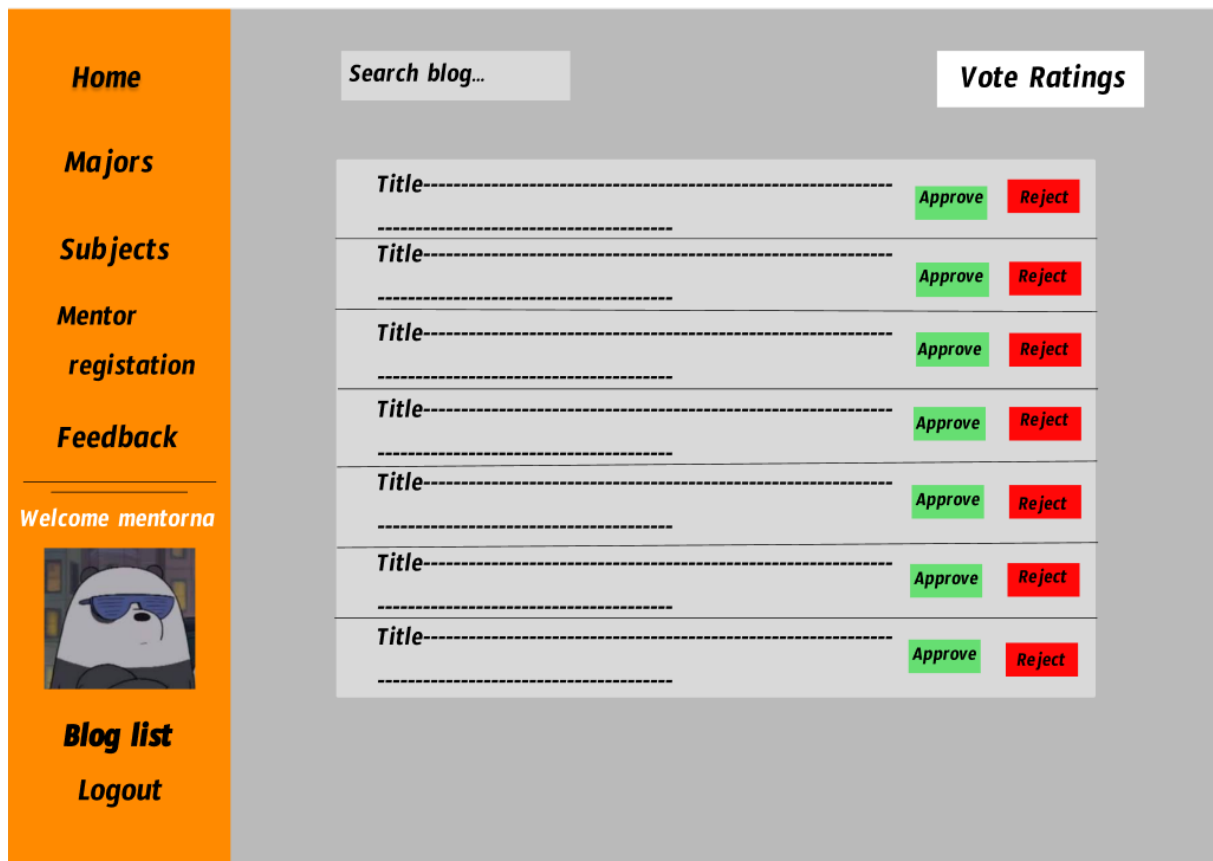 Home
Majors
Subjects
Mentor
registation
Feedback
Welcome mentorna
Blog list
Logout
Search blog...
Vote Ratings
Title--------------------------------------------------------------
---------------------------------------
Approve
Reject
Title--------------------------------------------------------------
---------------------------------------
Approve
Reject
Title--------------------------------------------------------------
---------------------------------------
Approve
Reject
Title--------------------------------------------------------------
---------------------------------------
Approve
Reject
Title--------------------------------------------------------------
---------------------------------------
Approve
Reject
Title--------------------------------------------------------------
---------------------------------------
Approve
Reject
Title--------------------------------------------------------------
---------------------------------------
Approve
Reject